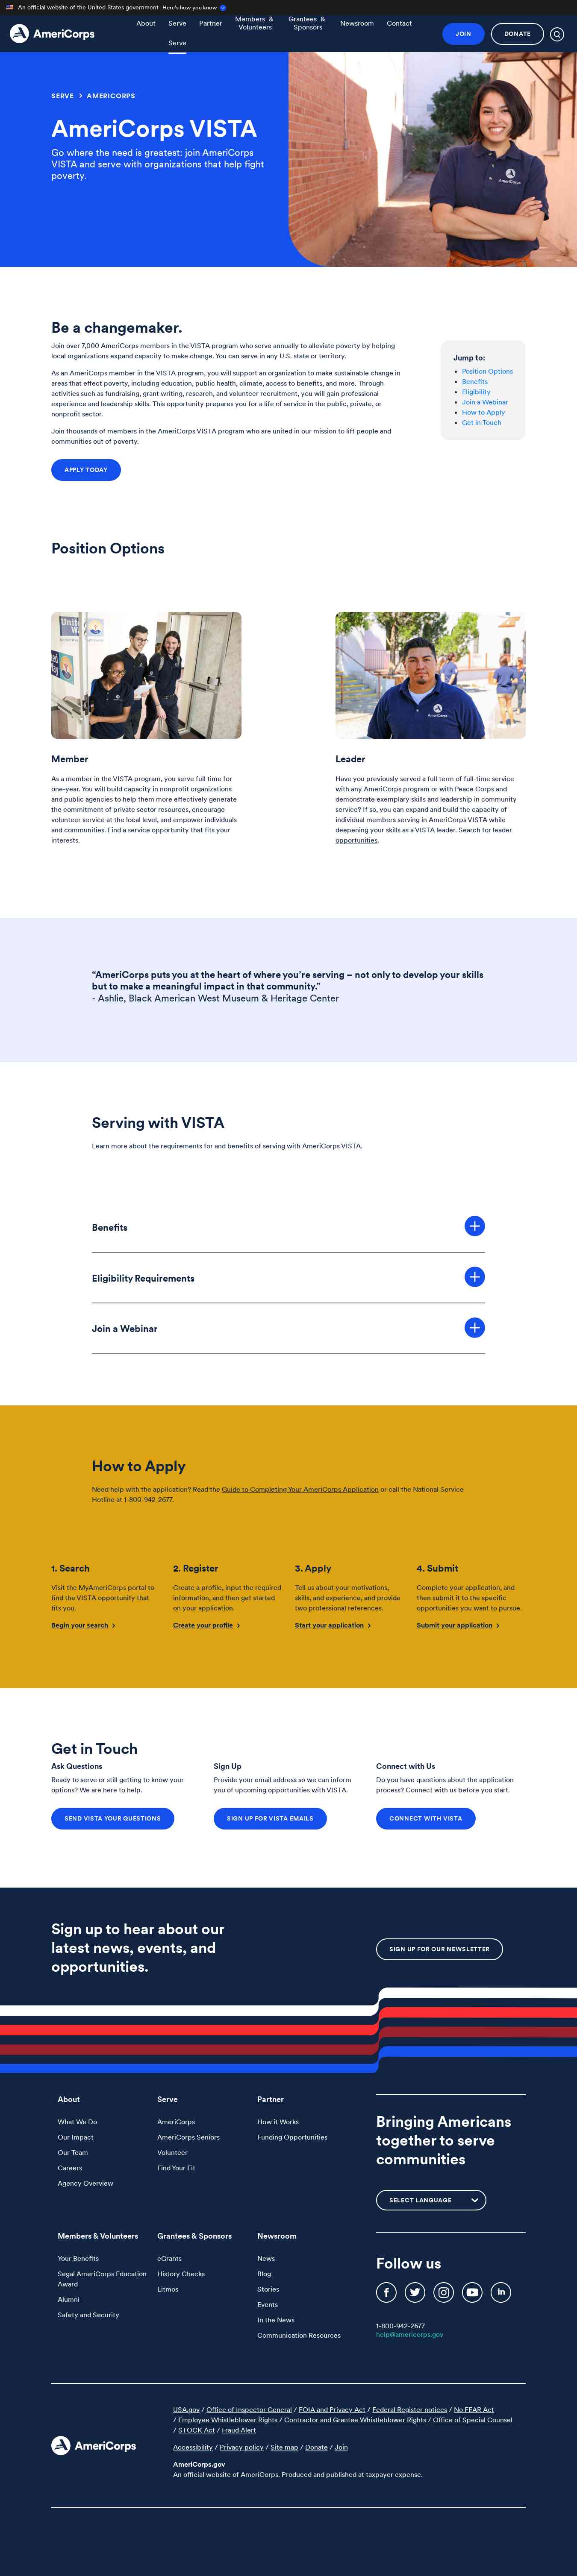 An official website of the United States government Here's how you know
AmeriCorps
About
Serve
Partner
Members & Volunteers
Grantees & Sponsors
Newsroom
Contact
Serve
JOIN
DONATE
SERVE > AMERICORPS
AmeriCorps VISTA
Go where the need is greatest: join AmeriCorps
VISTA and serve with organizations that help fight
poverty.
AmeriCorps
Be a changemaker.
Join over 7,000 AmeriCorps members in the VISTA program who serve annually to alleviate poverty by helping
local organizations expand capacity to make change. You can serve in any U.S. state or territory.
As an AmeriCorps member in the VISTA program, you will support an organization to make sustainable change in
areas that effect poverty, including education, public health, climate, access to benefits, and more. Through
activities such as fundraising, grant writing, research, and volunteer recruitment, you will gain professional
experience and leadership skills. This opportunity prepares you for a life of service in the public, private, or
nonprofit sector.
Join thousands of members in the AmeriCorps VISTA program who are united in our mission to lift people and
communities out of poverty.
APPLY TODAY
Jump to:
Position Options
Benefits
Eligibility
Join a Webinar
How to Apply
Get in Touch
Position Options
Member
As a member in the VISTA program, you serve full time for
one-year. You will build capacity in nonprofit organizations
and public agencies to help them more effectively generate
the commitment of private sector resources, encourage
volunteer service at the local level, and empower individuals
and communities. Find a service opportunity that fits your
interests.
AmeriCorps
Leader
Have you previously served a full term of full-time service
with any AmeriCorps program or with Peace Corps and
demonstrate exemplary skills and leadership in community
service? If so, you can expand and build the capacity of
individual members serving in AmeriCorps VISTA while
deepening your skills as a VISTA leader. Search for leader
opportunities.
“AmeriCorps puts you at the heart of where you’re serving – not only to develop your skills
but to make a meaningful impact in that community.”
- Ashlie, Black American West Museum & Heritage Center
Serving with VISTA
Learn more about the requirements for and benefits of serving with AmeriCorps VISTA.
Benefits
Eligibility Requirements
Join a Webinar
How to Apply
Need help with the application? Read the Guide to Completing Your AmeriCorps Application or call the National Service
Hotline at 1-800-942-2677.
1. Search
Visit the MyAmeriCorps portal to
find the VISTA opportunity that
fits you.
Begin your search >
2. Register
Create a profile, input the required
information, and then get started
on your application.
Create your profile >
3. Apply
Tell us about your motivations,
skills, and experience, and provide
two professional references.
Start your application >
4. Submit
Complete your application, and
then submit it to the specific
opportunities you want to pursue.
Submit your application >
Get in Touch
Ask Questions
Ready to serve or still getting to know your
options? We are here to help.
SEND VISTA YOUR QUESTIONS
Sign Up
Provide your email address so we can inform
you of upcoming opportunities with VISTA.
SIGN UP FOR VISTA EMAILS
Connect with Us
Do you have questions about the application
process? Connect with us before you start.
CONNECT WITH VISTA
Sign up to hear about our
latest news, events, and
opportunities.
SIGN UP FOR OUR NEWSLETTER
About
What We Do
Our Impact
Our Team
Careers
Agency Overview
Serve
AmeriCorps
AmeriCorps Seniors
Volunteer
Find Your Fit
Partner
How it Works
Funding Opportunities
Members & Volunteers
Your Benefits
Segal AmeriCorps Education
Award
Alumni
Safety and Security
Grantees & Sponsors
eGrants
History Checks
Litmos
Newsroom
News
Blog
Stories
Events
In the News
Communication Resources
Bringing Americans
together to serve
communities
SELECT LANGUAGE
Follow us
1-800-942-2677
help@americorps.gov
AmeriCorps
USA.gov / Office of Inspector General / FOIA and Privacy Act / Federal Register notices / No FEAR Act
/ Employee Whistleblower Rights / Contractor and Grantee Whistleblower Rights / Office of Special Counsel
/ STOCK Act / Fraud Alert
Accessibility / Privacy policy / Site map / Donate / Join
AmeriCorps.gov
An official website of AmeriCorps. Produced and published at taxpayer expense.